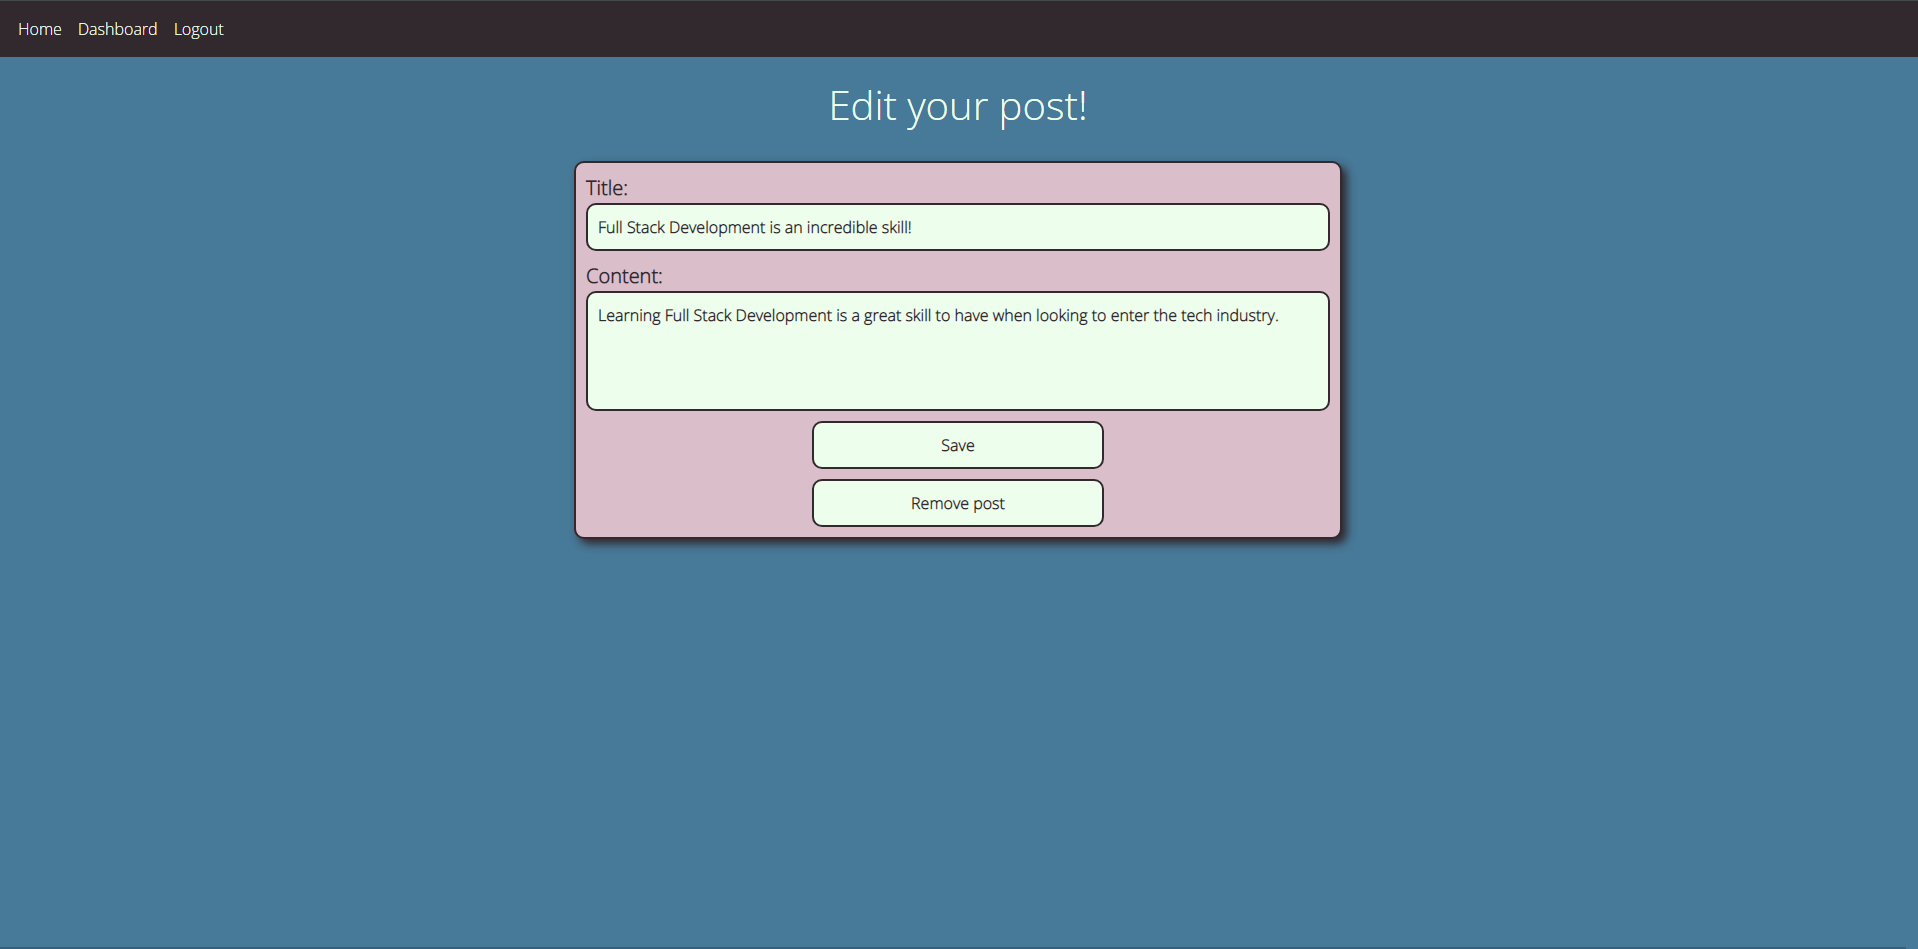 Home Dashboard Logout
Edit your post!
Title:
Full Stack Development is an incredible skill!
Content:
Learning Full Stack Development is a great skill to have when looking to enter the tech industry.
Save
Remove post